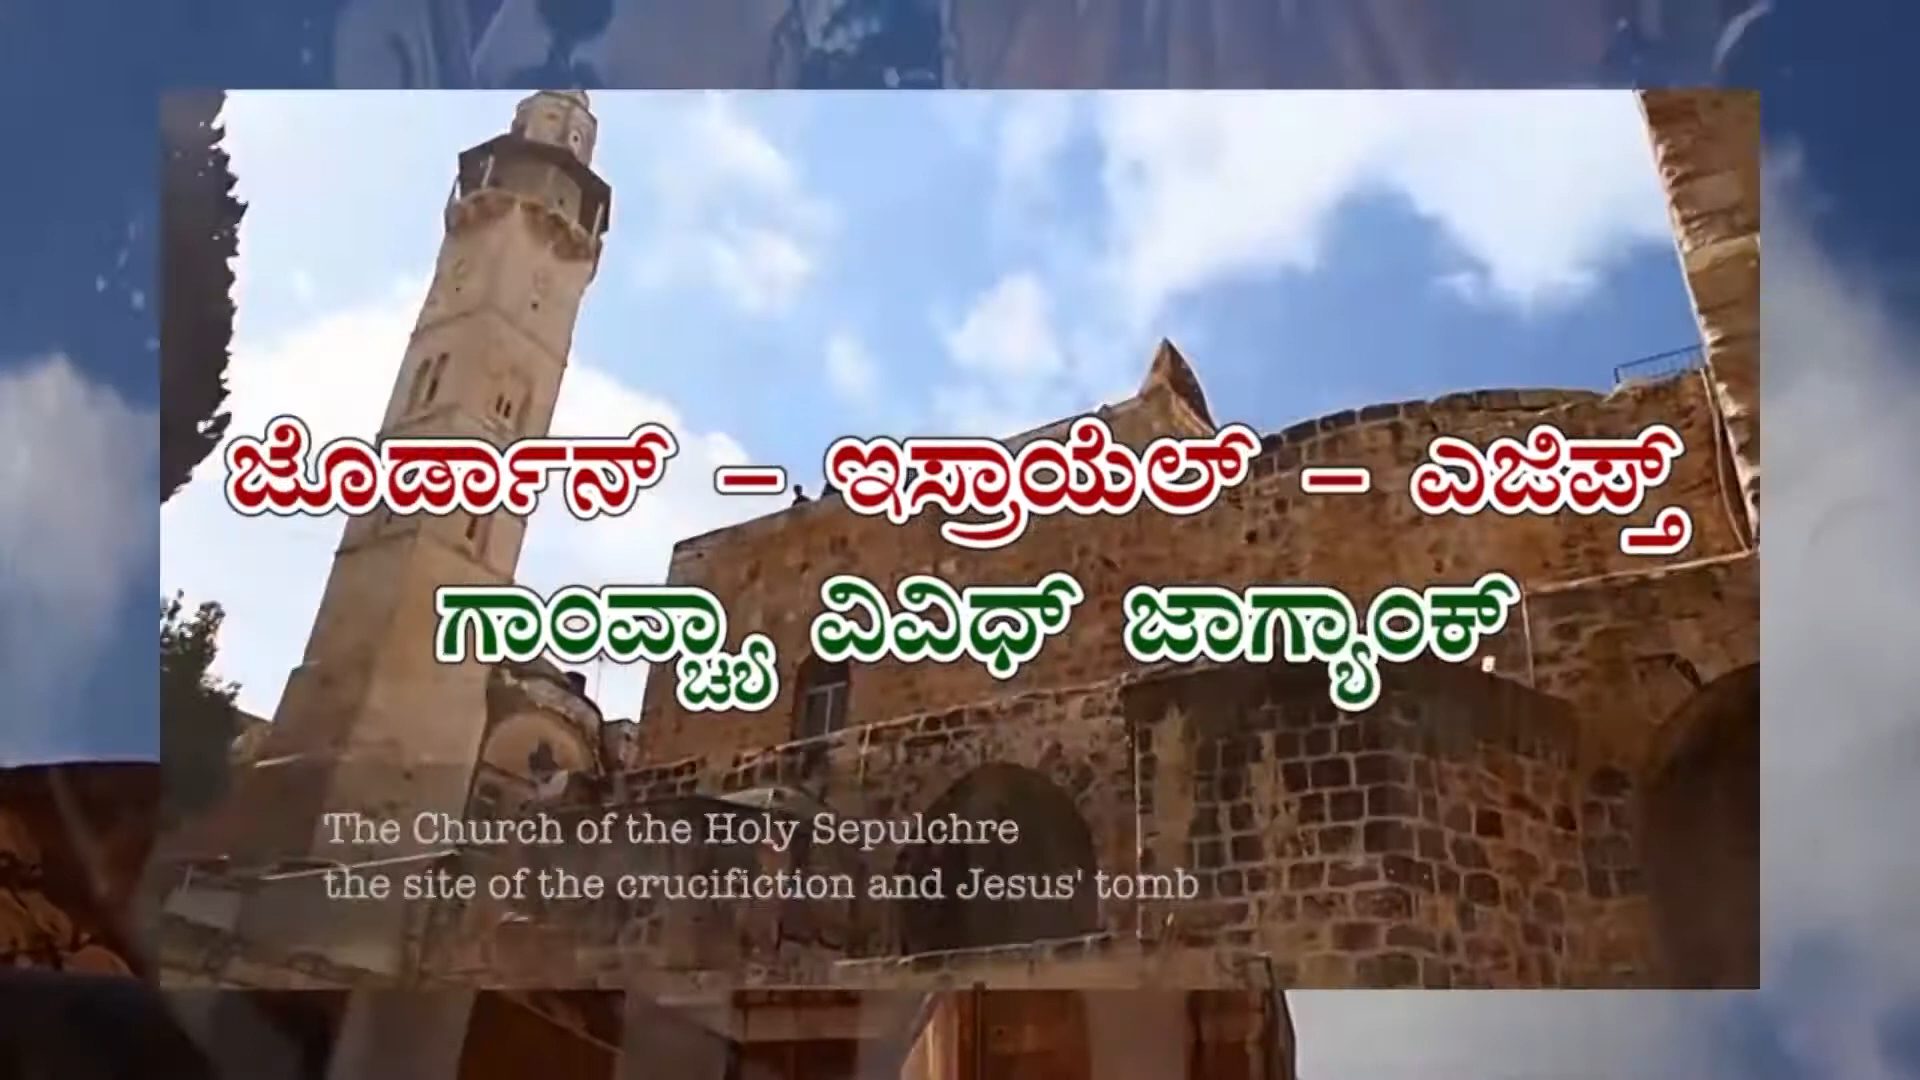 ಜೊರ್ಡಾನ್ - ಇಸ್ರಾಯೆಲ್ - ಎಜಿಪ್ತ್
ಗಾಂವ್ಚ್ಯಾ ವಿವಿಧ್ ಜಾಗ್ಯಾಂಕ್
The Church of the Holy Sepulchre
the site of the crucifiction and Jesus' tomb